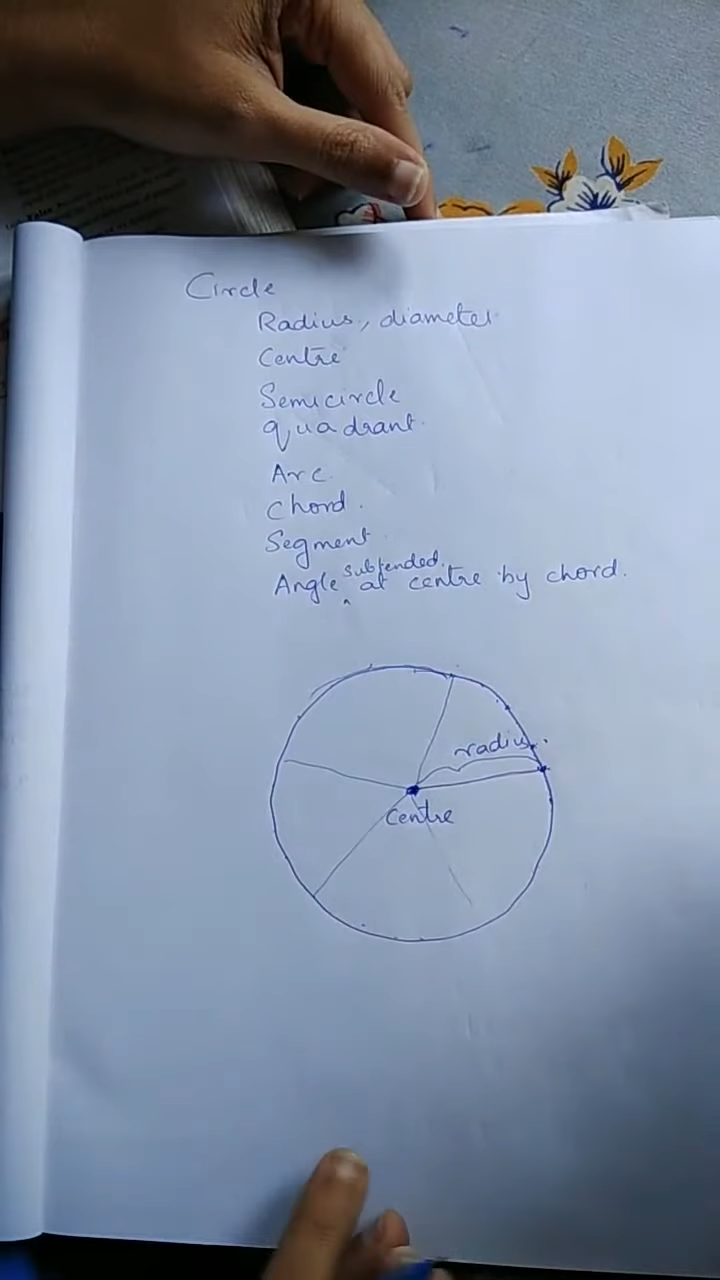 Circle
Radius, diameter
Centre
Semicircle
quadrant.
Arc.
Chord.
Segment
Angle subtended at centre by chord.
radius.
Centre